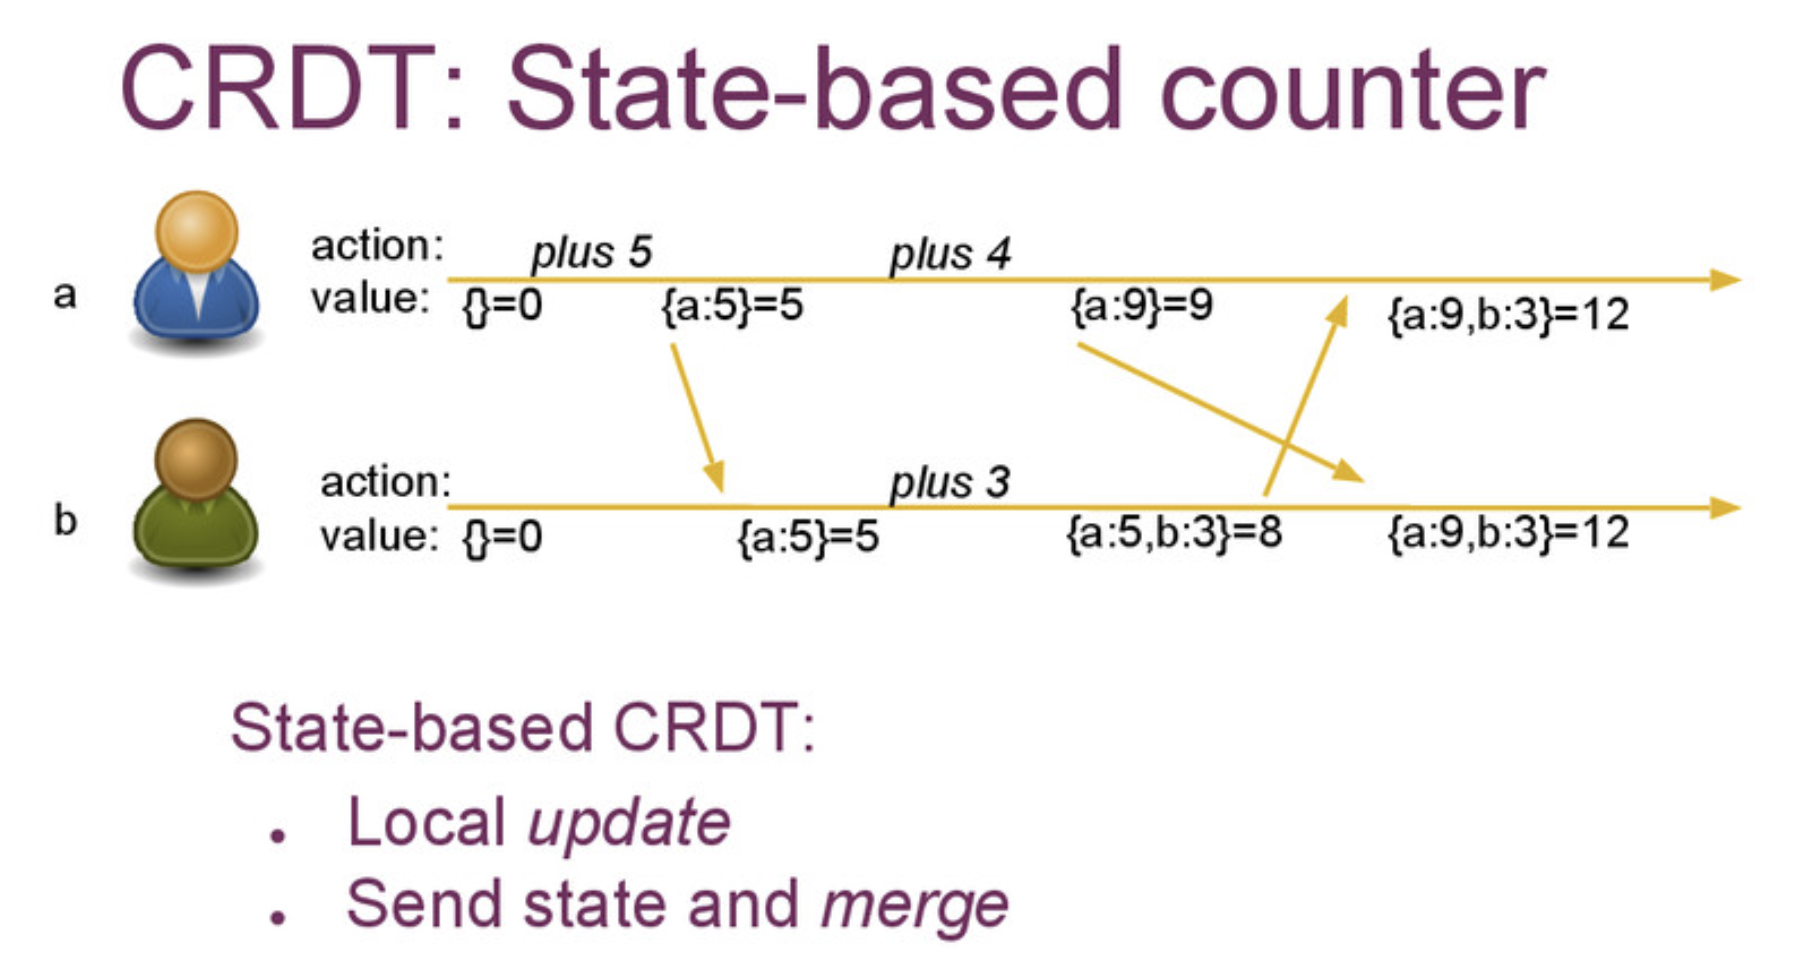 CRDT: State-based counter
action: plus 5 plus 4
a
value: {}=0 {a:5}=5 {a:9}=9 {a:9,b:3}=12
action: plus 3
b
value: {}=0 {a:5}=5 {a:5,b:3}=8 {a:9,b:3}=12
State-based CRDT:
• Local update
• Send state and merge